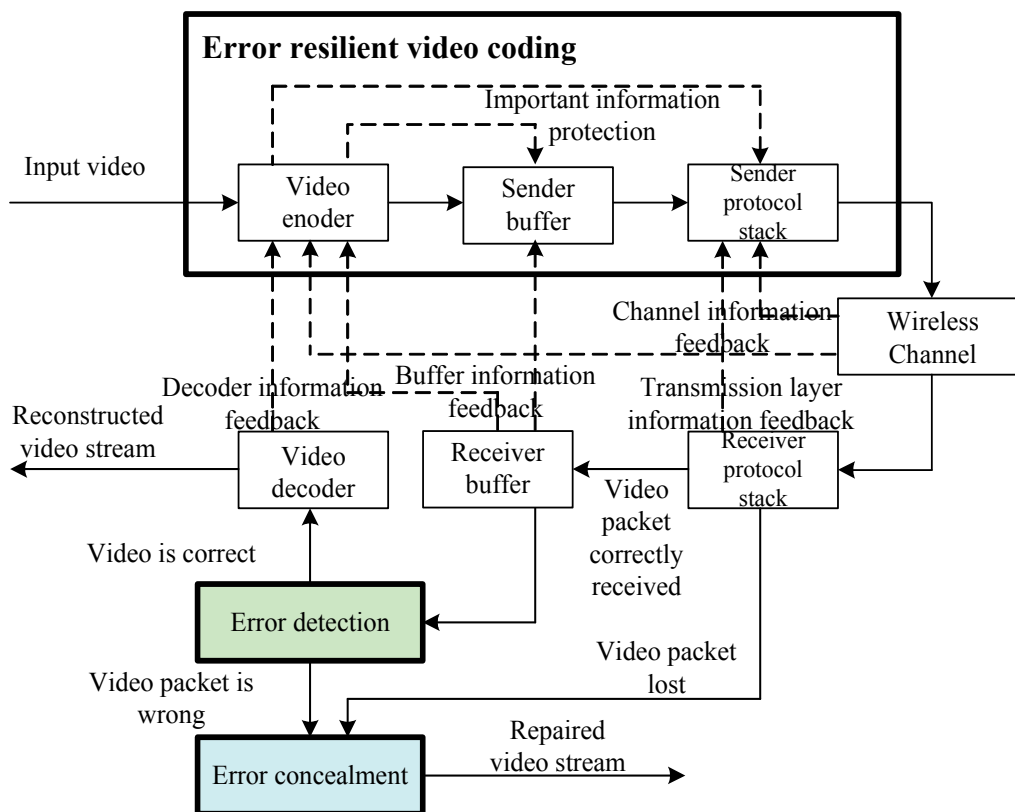 Error resilient video coding
Important information
protection
Input video
Video
enoder
Sender
buffer
Sender
protocol
stack
Channel information
feedback
Wireless
Channel
Decoder information
feedback
Buffer information
feedback
Transmission layer
information feedback
Reconstructed
video stream
Video
decoder
Receiver
buffer
Receiver
protocol
stack
Video
packet
correctly
received
Video is correct
Error detection
Video packet
lost
Video packet is
wrong
Error concealment
Repaired
video stream